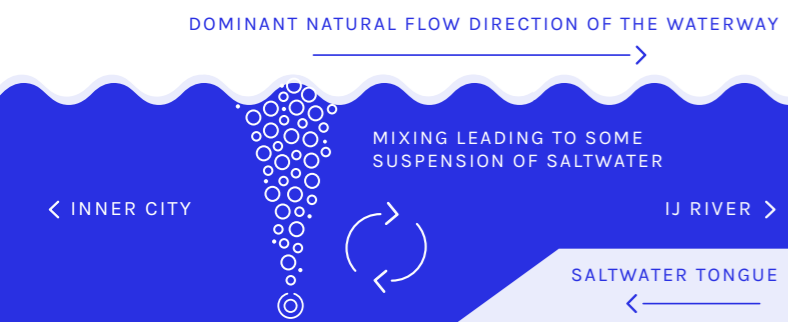 DOMINANT NATURAL FLOW DIRECTION OF THE WATERWAY
MIXING LEADING TO SOME
SUSPENSION OF SALTWATER
INNER CITY
IJ RIVER
SALTWATER TONGUE